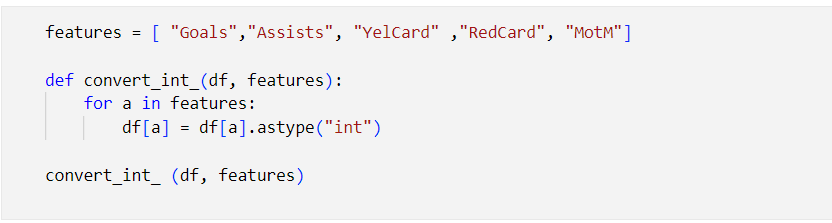 features = [ "Goals","Assists", "YelCard" ,"RedCard", "MotM"]
def convert_int_(df, features):
    for a in features:
        df[a] = df[a].astype("int")
convert_int_ (df, features)